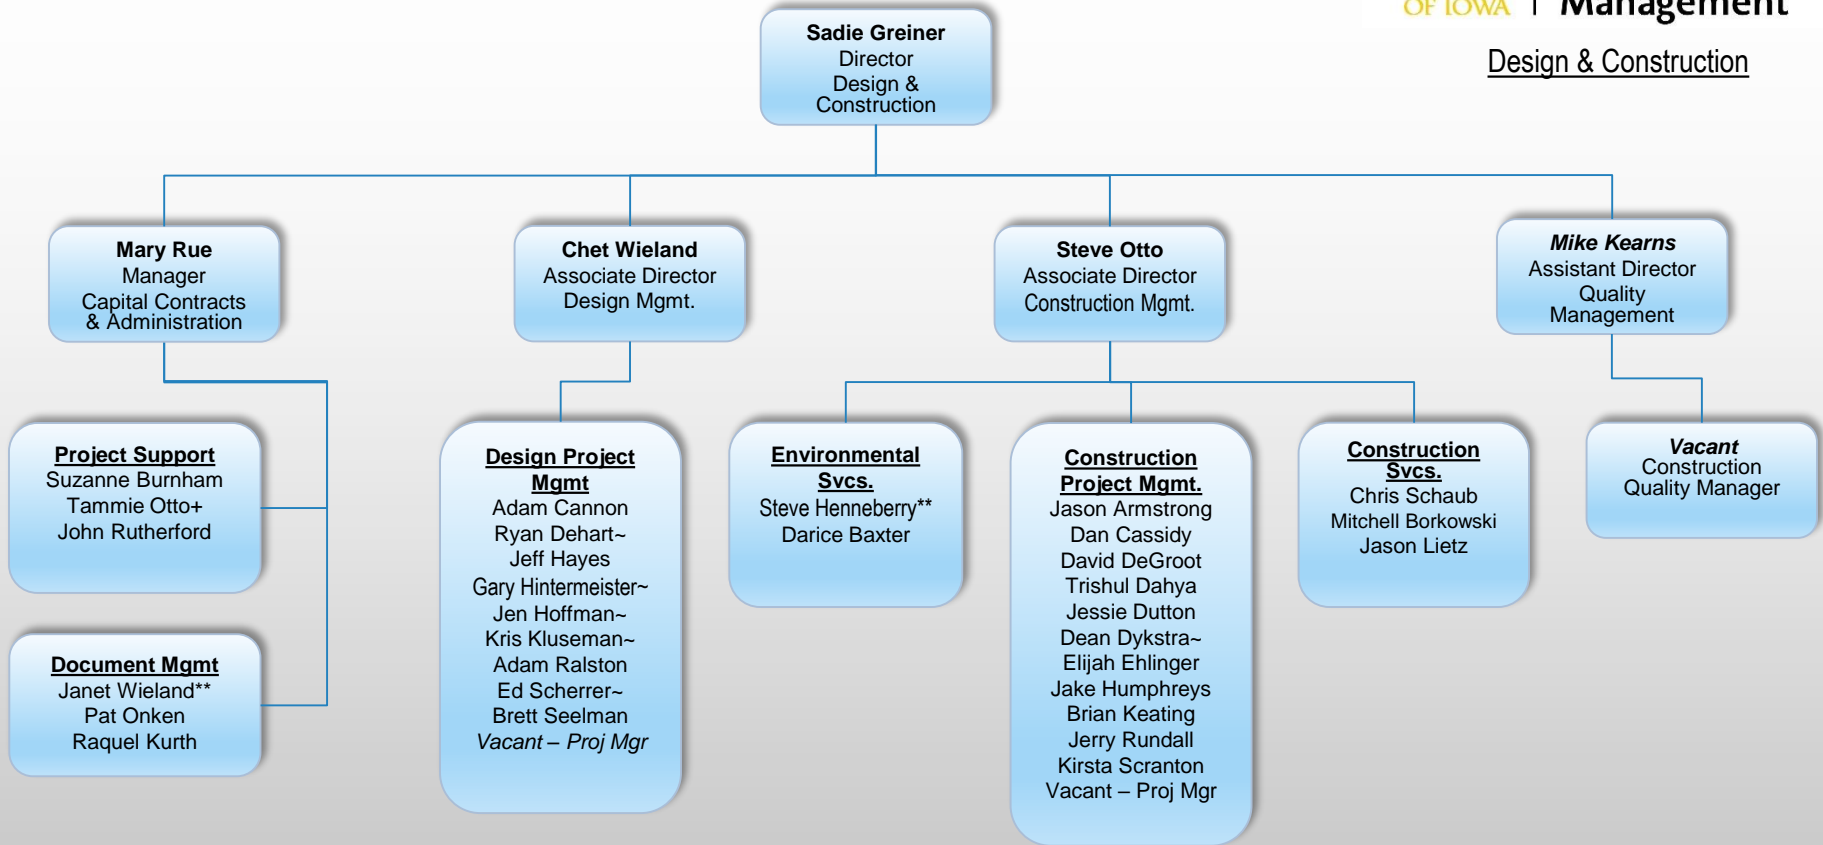 OF IOWA | Management
Design & Construction
Sadie Greiner
Director
Design &
Construction
Mary Rue
Manager
Capital Contracts
& Administration
Chet Wieland
Associate Director
Design Mgmt.
Steve Otto
Associate Director
Construction Mgmt.
Mike Kearns
Assistant Director
Quality
Management
Project Support
Suzanne Burnham
Tammie Otto+
John Rutherford
Document Mgmt
Janet Wieland**
Pat Onken
Raquel Kurth
Design Project
Mgmt
Adam Cannon
Ryan Dehart~
Jeff Hayes
Gary Hintermeister~
Jen Hoffman~
Kris Kluseman~
Adam Ralston
Ed Scherrer~
Brett Seelman
Vacant – Proj Mgr
Environmental
Svcs.
Steve Henneberry**
Darice Baxter
Construction
Project Mgmt.
Jason Armstrong
Dan Cassidy
David DeGroot
Trishul Dahya
Jessie Dutton
Dean Dykstra~
Elijah Ehlinger
Jake Humphreys
Brian Keating
Jerry Rundall
Kirsta Scranton
Vacant – Proj Mgr
Construction
Svcs.
Chris Schaub
Mitchell Borkowski
Jason Lietz
Vacant
Construction
Quality Manager